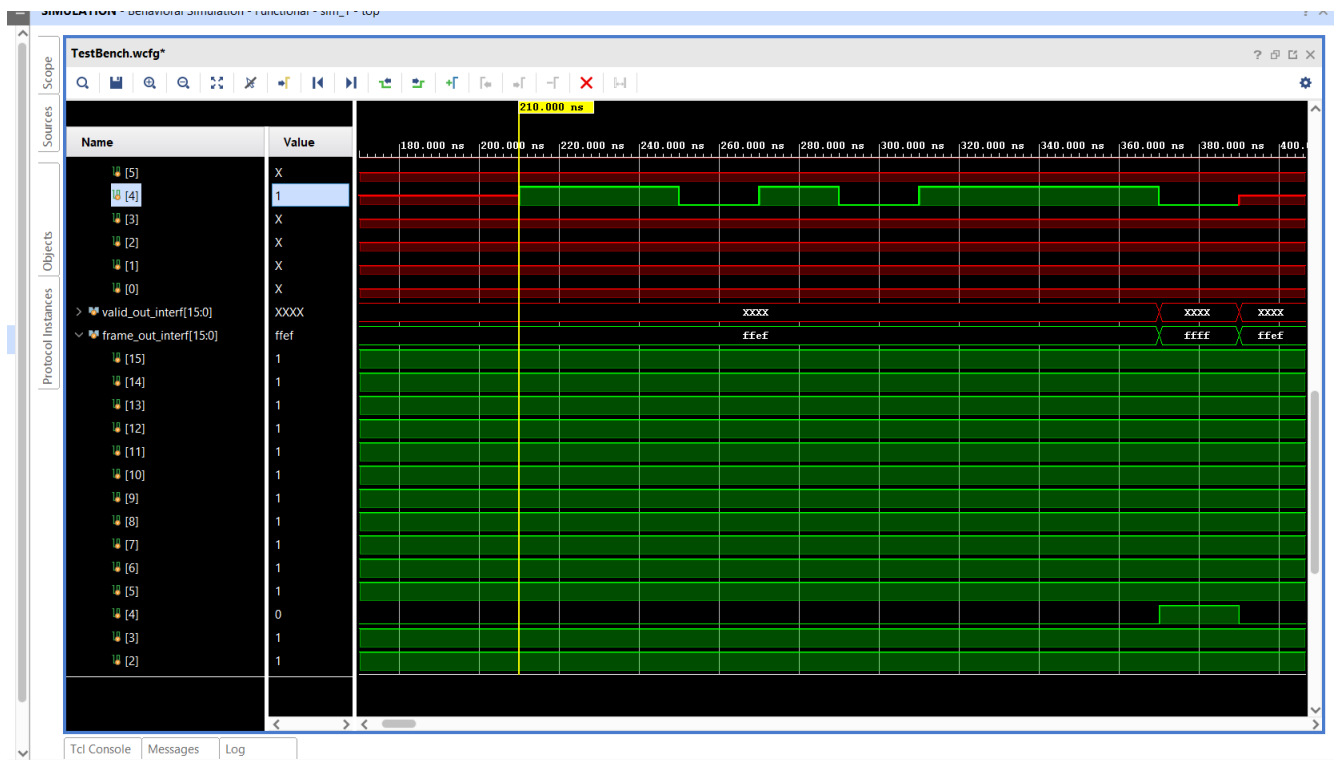 SIMULATION - Behavioral Simulation - Functional - sim_1 - top ? ×
TestBench.wcfg* ?
Scope
Sources
Objects
Protocol Instances
210.000 ns
Name Value
180.000 ns 200.000 ns 220.000 ns 240.000 ns 260.000 ns 280.000 ns 300.000 ns 320.000 ns 340.000 ns 360.000 ns 380.000 ns 400.
[5] X
[4] 1
[3] X
[2] X
[1] X
[0] X
valid_out_interf[15:0] XXXX XXXX XXXX XXXX
frame_out_interf[15:0] ffef ffef ffff ffef
[15] 1
[14] 1
[13] 1
[12] 1
[11] 1
[10] 1
[9] 1
[8] 1
[7] 1
[6] 1
[5] 1
[4] 0
[3] 1
[2] 1
Tcl Console Messages Log